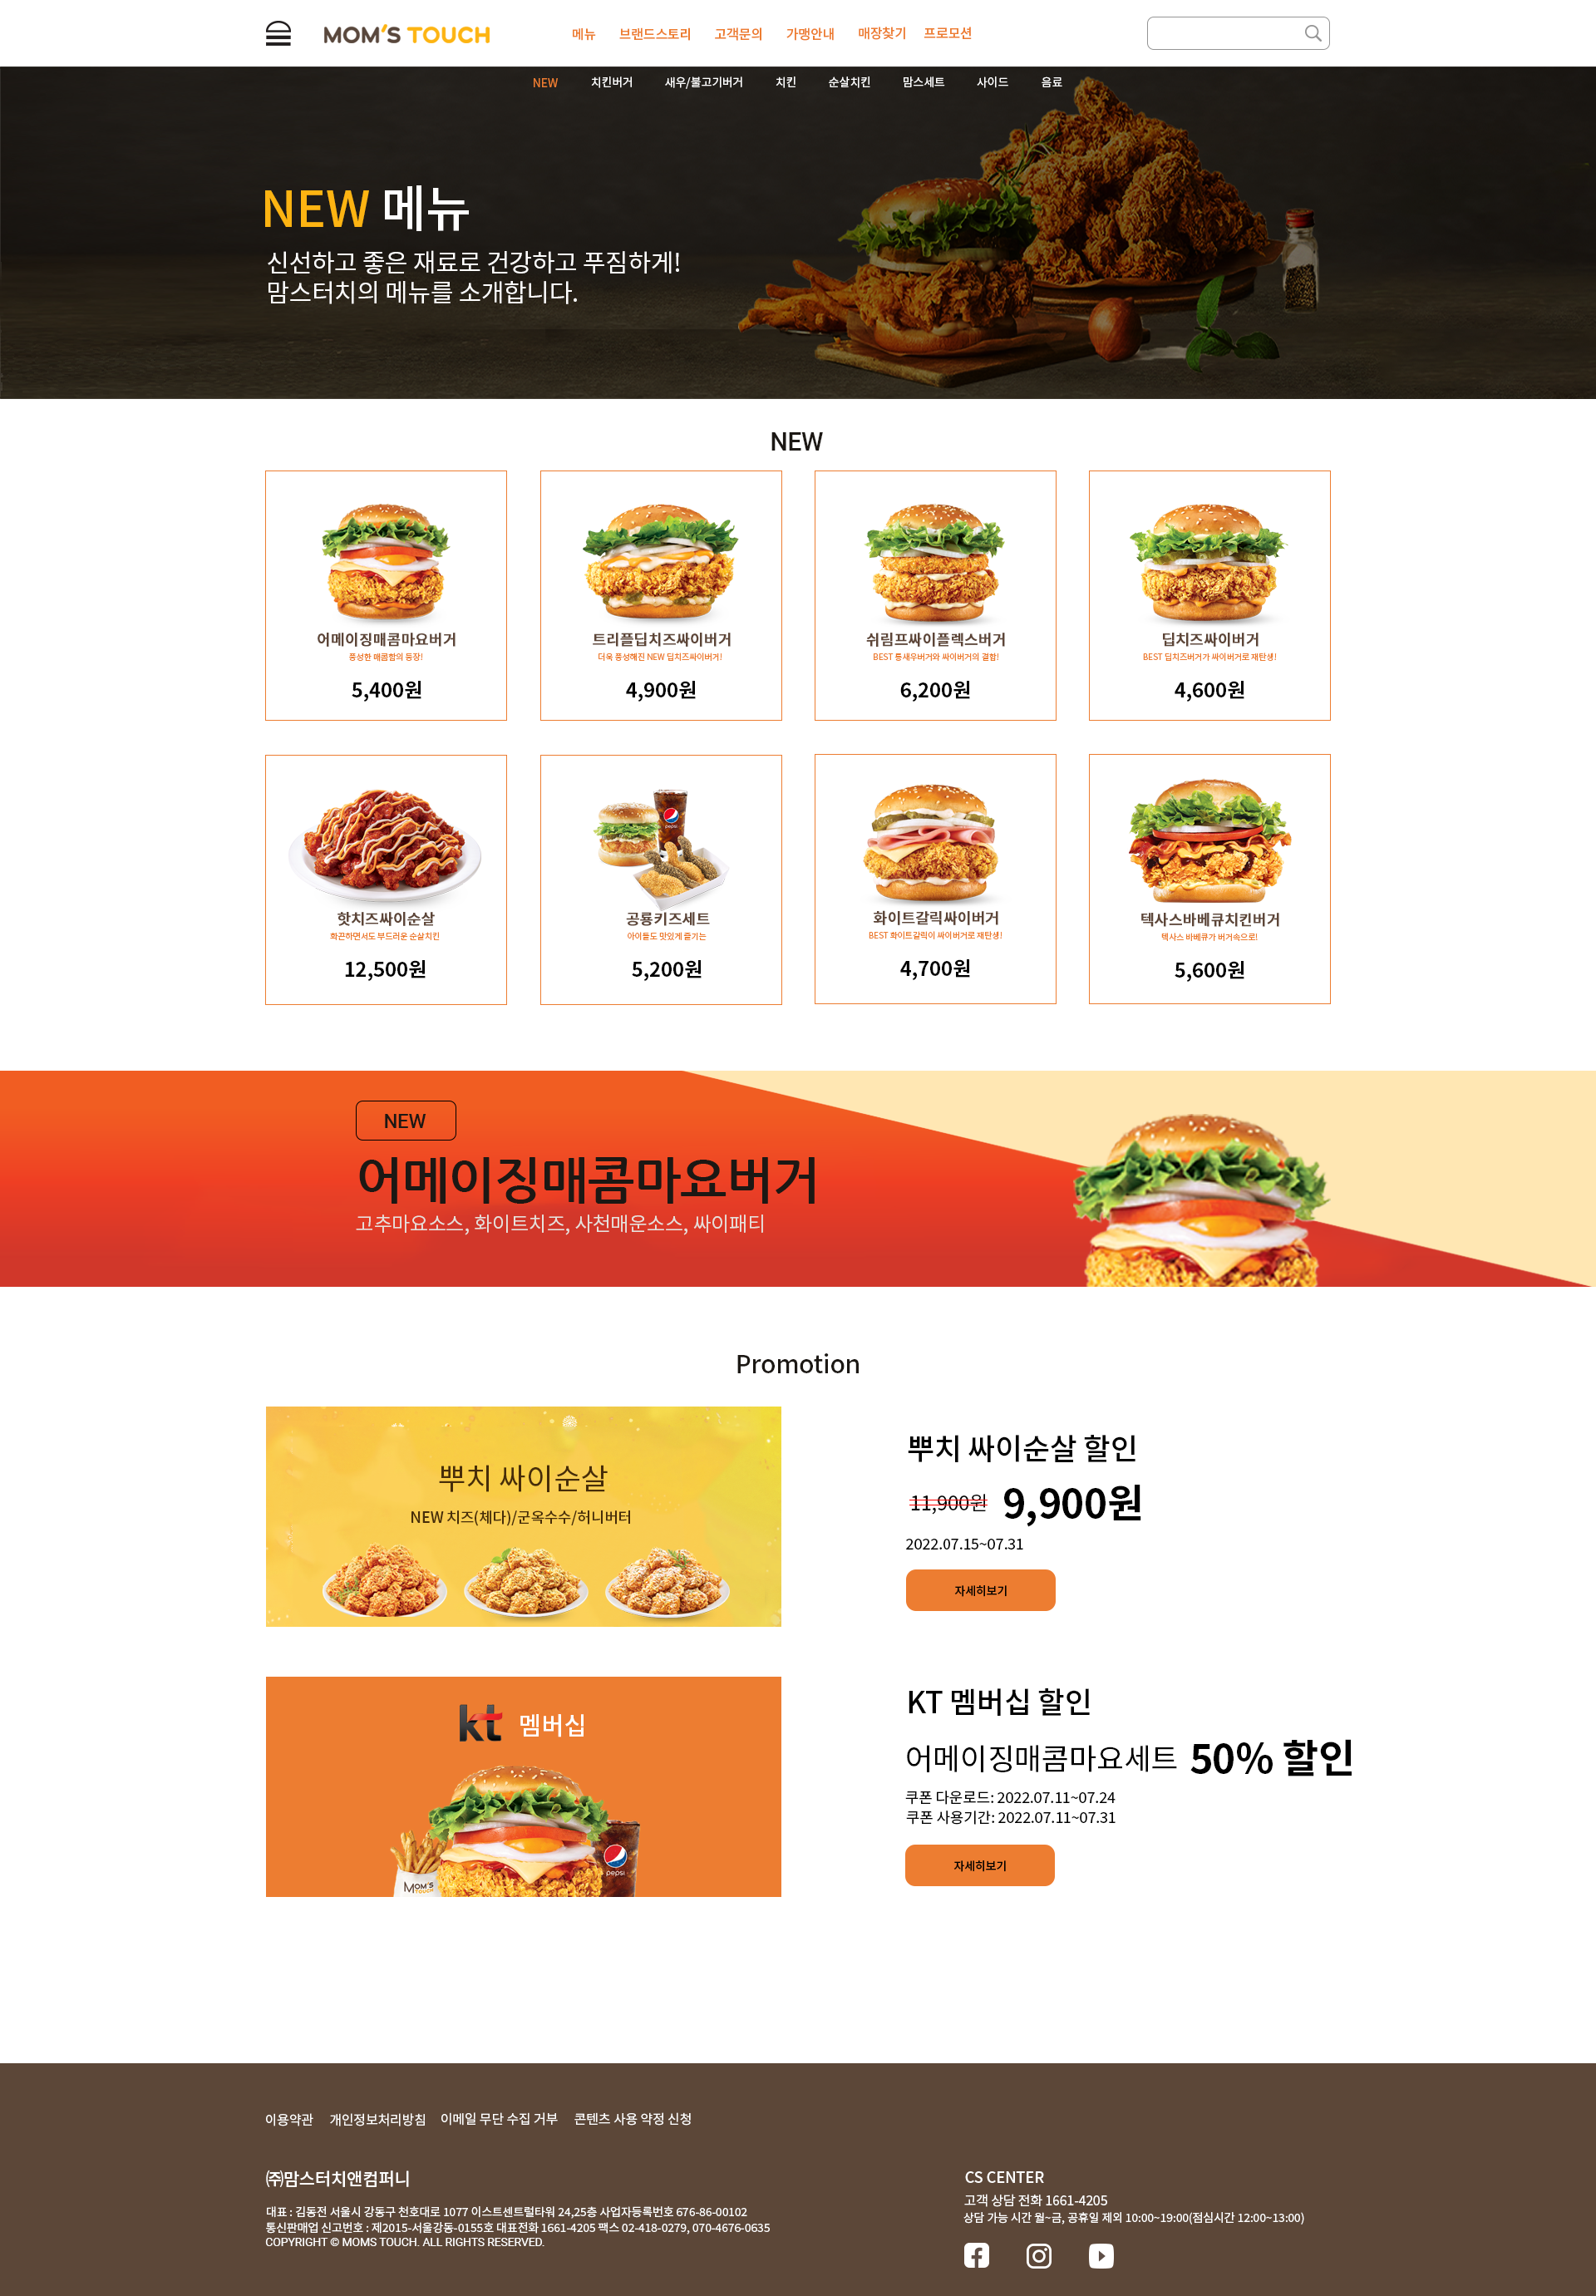 MOM'S TOUCH
메뉴 브랜드스토리 고객문의 가맹안내 매장찾기 프로모션
NEW 치킨버거 새우/불고기버거 치킨 순살치킨 맘스세트 사이드 음료
NEW 메뉴
신선하고 좋은 재료로 건강하고 푸짐하게!
맘스터치의 메뉴를 소개합니다.
NEW
어메이징매콤마요버거
풍성한 매콤함의 등장!
5,400원
트리플딥치즈싸이버거
더욱 풍성해진 NEW 딥치즈싸이버거!
4,900원
쉬림프싸이플렉스버거
BEST 통새우버거와 싸이버거의 결합!
6,200원
딥치즈싸이버거
BEST 딥치즈버거가 싸이버거로 재탄생!
4,600원
핫치즈싸이순살
화끈하면서도 부드러운 순살치킨
12,500원
pepsi
공룡키즈세트
아이들도 맛있게 즐기는
5,200원
화이트갈릭싸이버거
BEST 화이트갈릭이 싸이버거로 재탄생!
4,700원
텍사스바베큐치킨버거
텍사스 바베큐가 버거속으로!
5,600원
NEW
어메이징매콤마요버거
고추마요소스, 화이트치즈, 사천매운소스, 싸이패티
Promotion
뿌치 싸이순살
NEW 치즈(체다)/군옥수수/허니버터
뿌치 싸이순살 할인
11,900원 9,900원
2022.07.15~07.31
자세히보기
kt 멤버십
MOM'S
TOUCH
pepsi
KT 멤버십 할인
어메이징매콤마요세트 50% 할인
쿠폰 다운로드: 2022.07.11~07.24
쿠폰 사용기간: 2022.07.11~07.31
자세히보기
이용약관 개인정보처리방침 이메일 무단 수집 거부 콘텐츠 사용 약정 신청
㈜맘스터치앤컴퍼니
대표 : 김동전 서울시 강동구 천호대로 1077 이스트센트럴타워 24,25층 사업자등록번호 676-86-00102
통신판매업 신고번호 : 제2015-서울강동-0155호 대표전화 1661-4205 팩스 02-418-0279, 070-4676-0635
COPYRIGHT © MOMS TOUCH. ALL RIGHTS RESERVED.
CS CENTER
고객 상담 전화 1661-4205
상담 가능 시간 월~금, 공휴일 제외 10:00~19:00(점심시간 12:00~13:00)